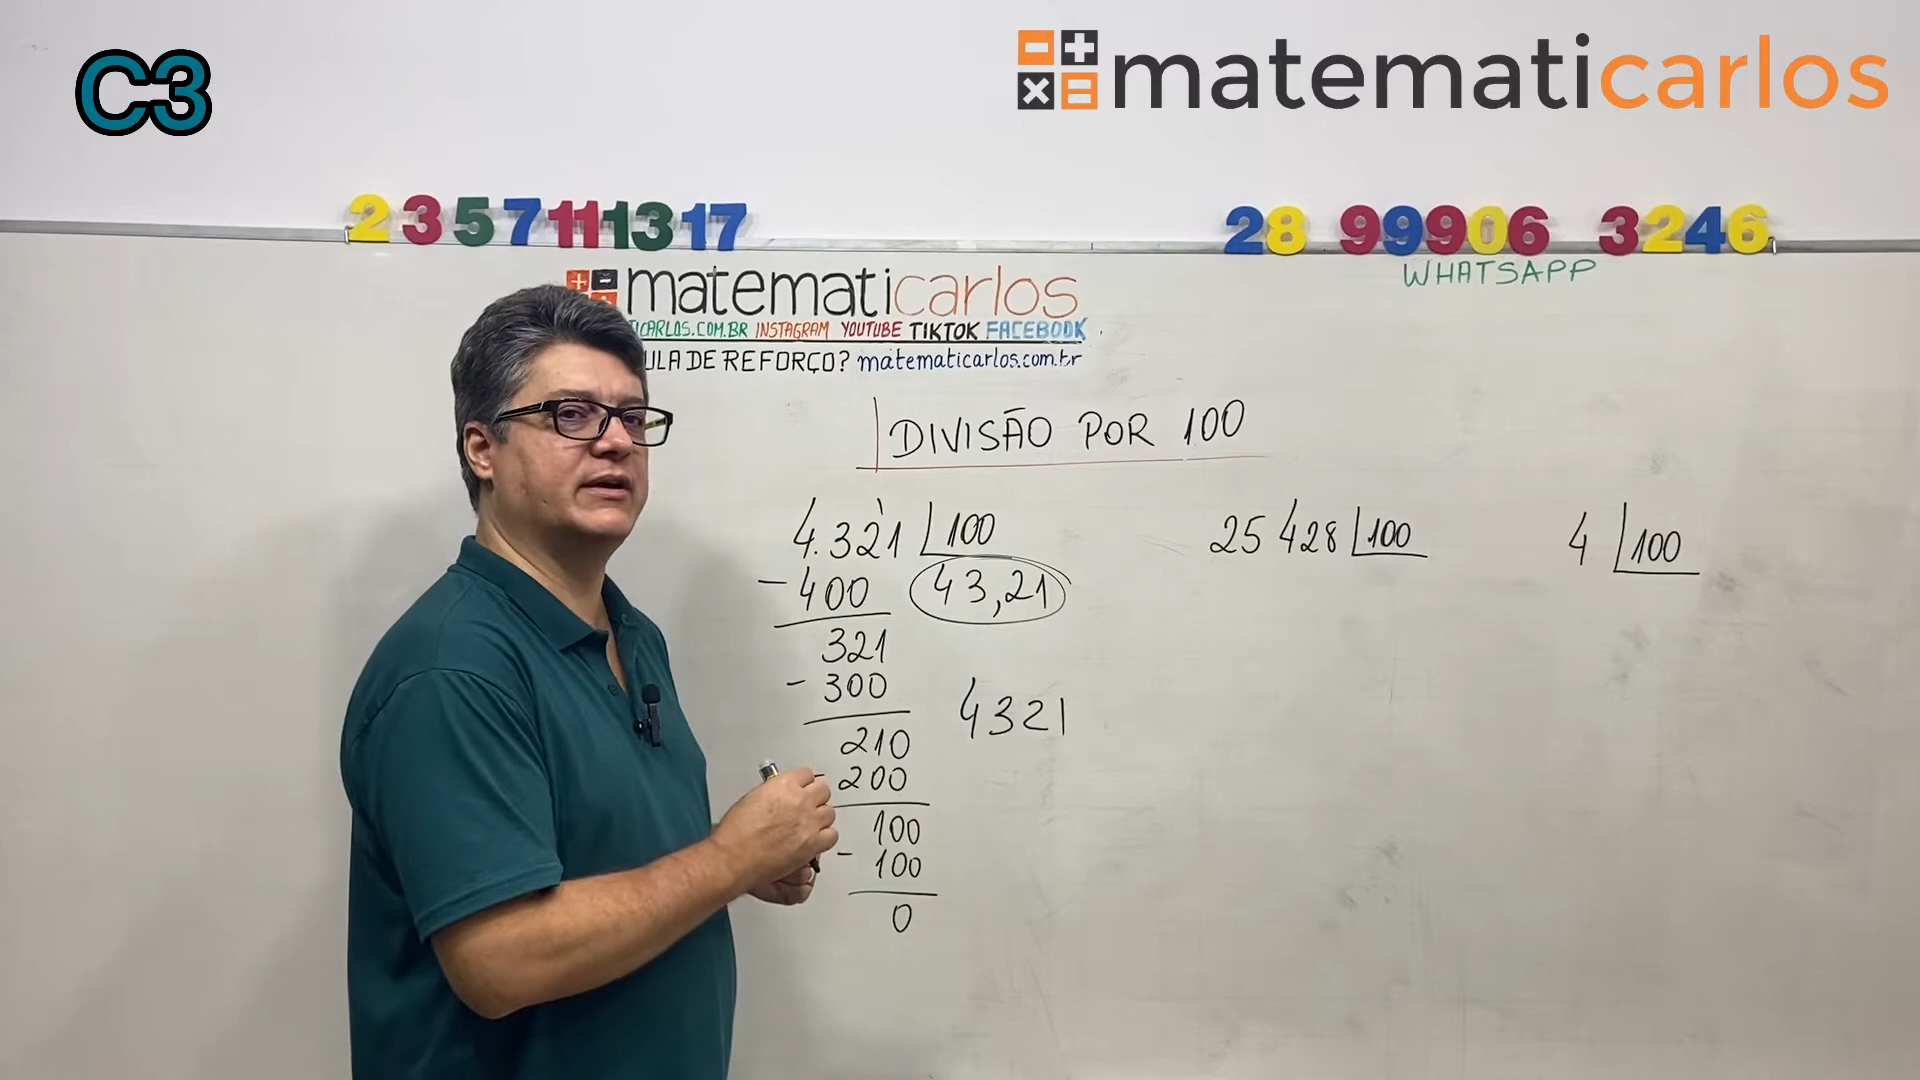 C3
matematicarlos
2 3 5 7 11 13 17
28 99906 3246
WHATSAPP
matematicarlos
ICARLOS.COM.BR INSTAGRAM YOUTUBE TIKTOK FACEBOOK
ULA DE REFORÇO? matematicarlos.com.br
DIVISÃO POR 100
4.321 100
- 400 43,21
321
- 300
210
- 200
100
- 100
0
4321
25 428 100
4 100